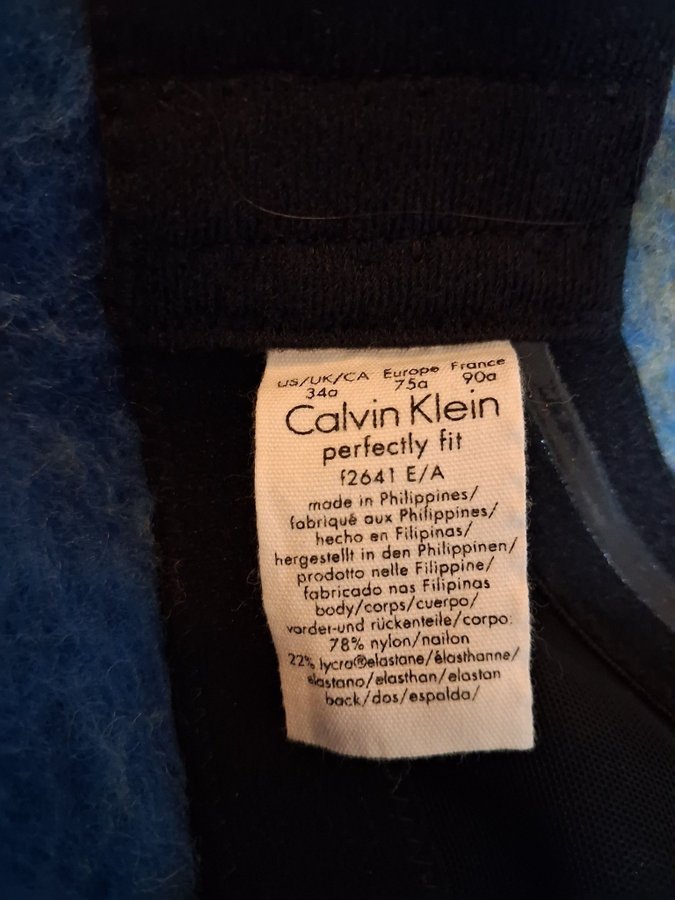 US/UK/CA Europe France
34a 75a 90a
Calvin Klein
perfectly fit
f2641 E/A
made in Philippines/
fabriqué aux Philippines/
hecho en Filipinas/
hergestellt in den Philippinen/
prodotto nelle Filippine/
fabricado nas Filipinas
body/corps/cuerpo/
vorder-und rückenteile/corpo:
78% nylon/nailon
22% lycra®elastane/élasthanne/
elastano/elasthan/elastan
back/dos/espalda/